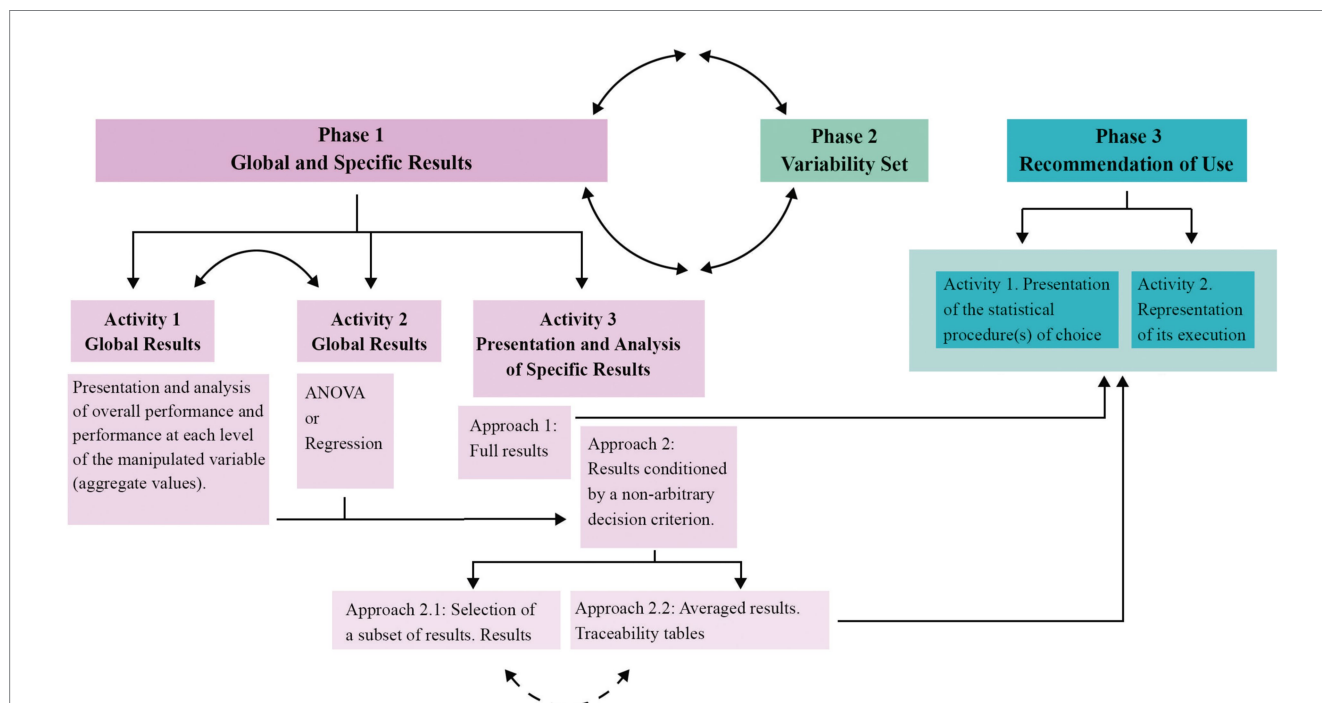 Phase 1
Global and Specific Results
Phase 2
Variability Set
Phase 3
Recommendation of Use
Activity 1
Global Results
Activity 2
Global Results
Activity 3
Presentation and Analysis
of Specific Results
Activity 1. Presentation
of the statistical
procedure(s) of choice
Activity 2.
Representation
of its execution
Presentation and analysis
of overall performance and
performance at each level
of the manipulated variable
(aggregate values).
ANOVA
or
Regression
Approach 1:
Full results
Approach 2:
Results conditioned
by a non-arbitrary
decision criterion.
Approach 2.1: Selection of
a subset of results. Results
Approach 2.2: Averaged results.
Traceability tables